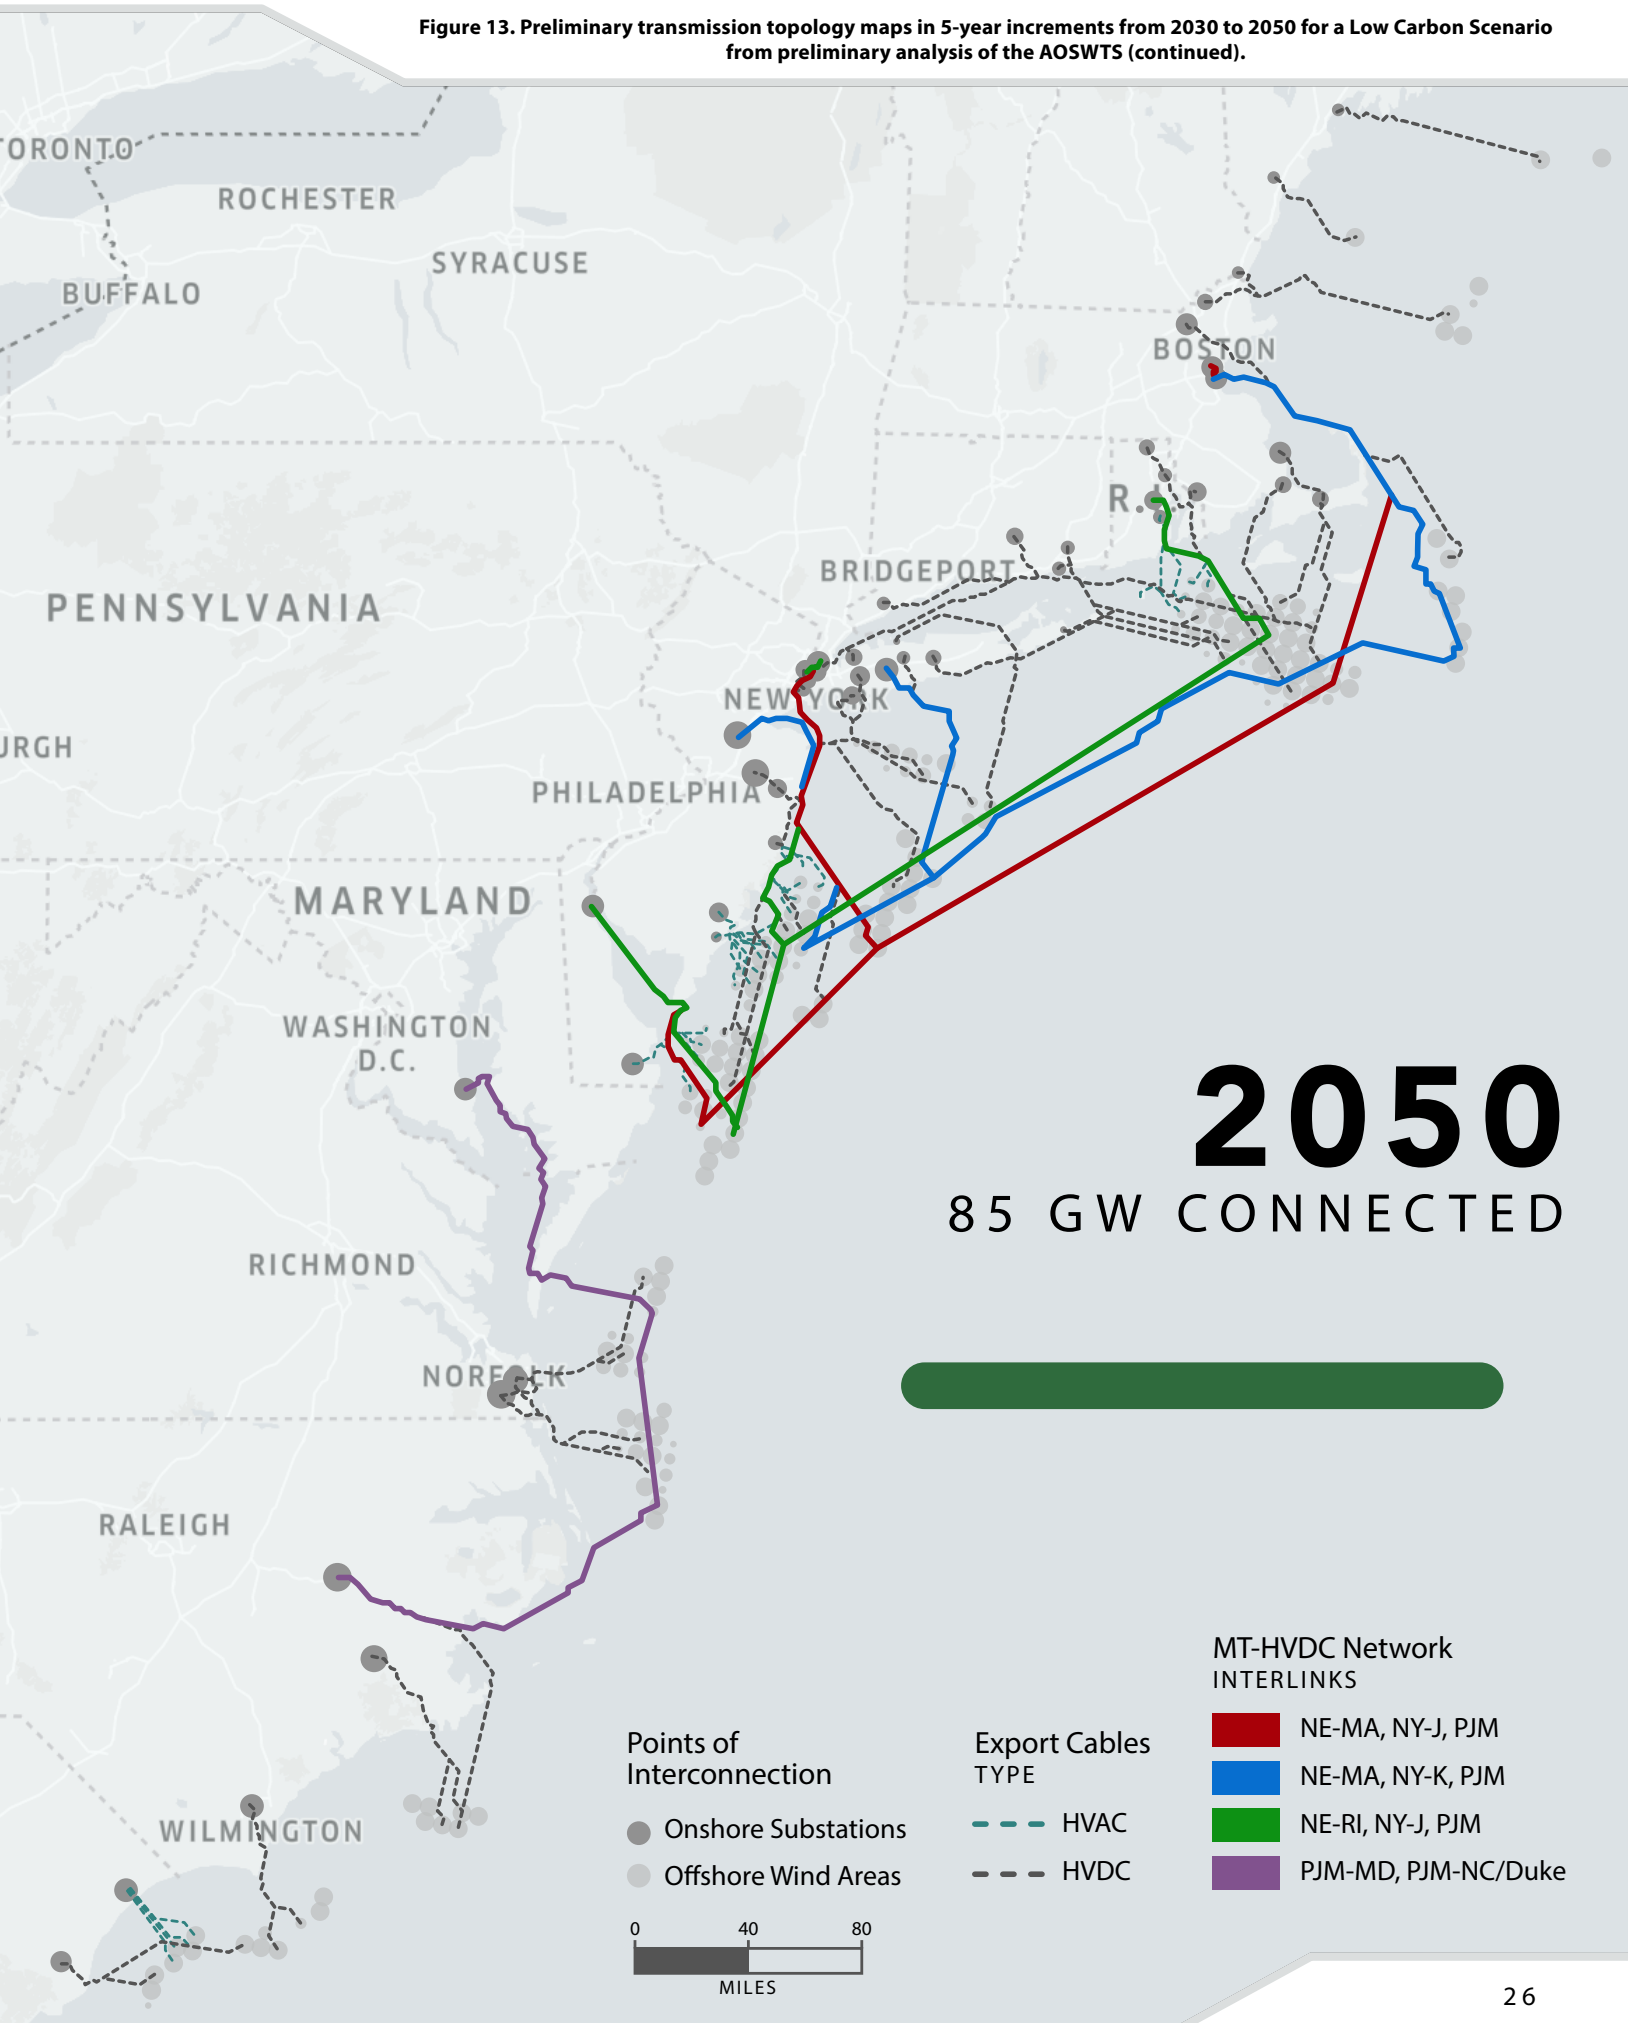 Figure 13. Preliminary transmission topology maps in 5-year increments from 2030 to 2050 for a Low Carbon Scenario
from preliminary analysis of the AOSWTS (continued).
TORONTO
ROCHESTER
SYRACUSE
BUFFALO
BOSTON
R.I.
BRIDGEPORT
PENNSYLVANIA
NEW YORK
URGH
PHILADELPHIA
MARYLAND
WASHINGTON
D.C.
2050
85 GW CONNECTED
RICHMOND
NORFOLK
RALEIGH
WILMINGTON
Points of
Interconnection
Onshore Substations
Offshore Wind Areas
0 40 80
MILES
Export Cables
TYPE
HVAC
HVDC
MT-HVDC Network
INTERLINKS
NE-MA, NY-J, PJM
NE-MA, NY-K, PJM
NE-RI, NY-J, PJM
PJM-MD, PJM-NC/Duke
26